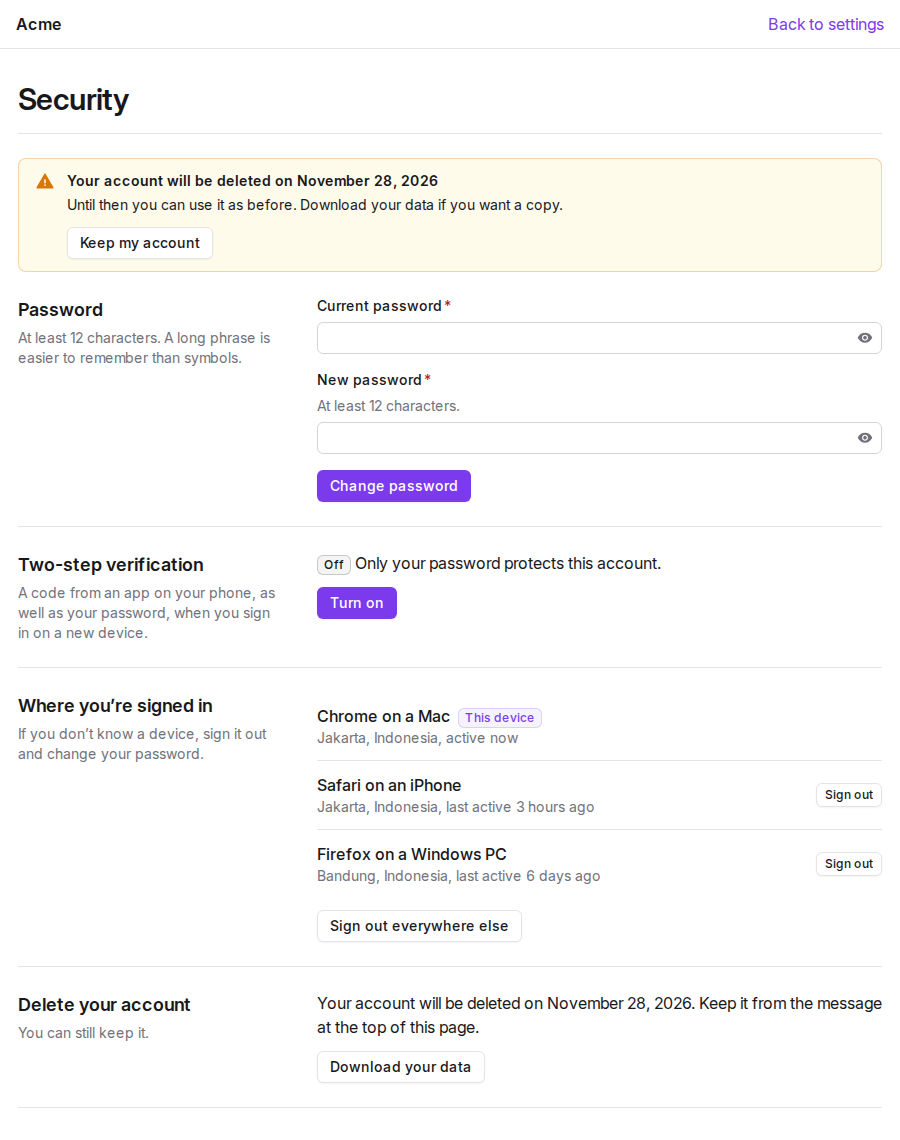 Acme
Back to settings
Security
Your account will be deleted on November 28, 2026
Until then you can use it as before. Download your data if you want a copy.
Keep my account
Password
At least 12 characters. A long phrase is
easier to remember than symbols.
Current password*
New password*
At least 12 characters.
Change password
Two-step verification
A code from an app on your phone, as
well as your password, when you sign
in on a new device.
Off Only your password protects this account.
Turn on
Where you’re signed in
If you don’t know a device, sign it out
and change your password.
Chrome on a Mac This device
Jakarta, Indonesia, active now
Safari on an iPhone
Jakarta, Indonesia, last active 3 hours ago
Sign out
Firefox on a Windows PC
Bandung, Indonesia, last active 6 days ago
Sign out
Sign out everywhere else
Delete your account
You can still keep it.
Your account will be deleted on November 28, 2026. Keep it from the message
at the top of this page.
Download your data